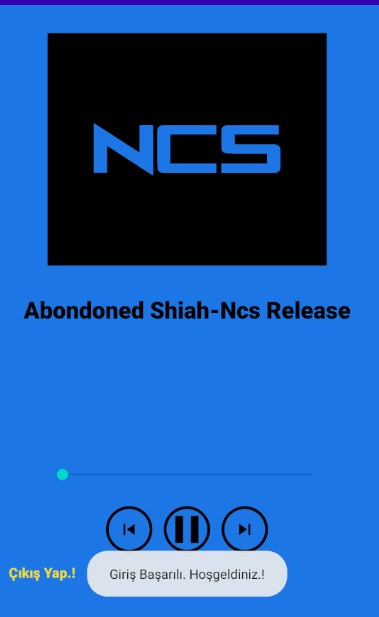 NCS
Abondoned Shiah-Ncs Release
Çıkış Yap.!
Giriş Başarılı. Hoşgeldiniz.!